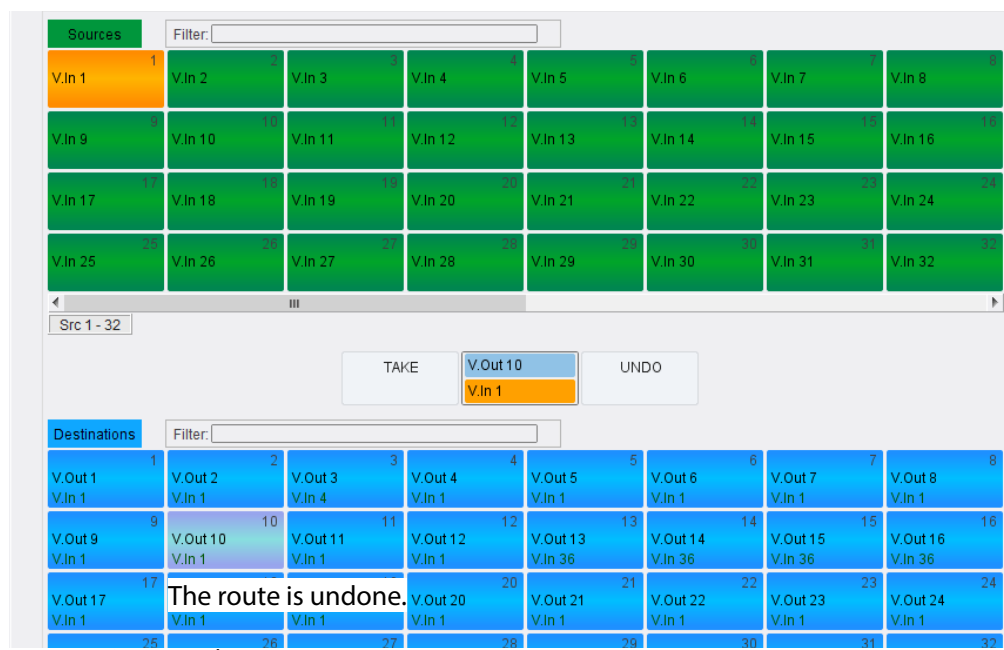 Sources Filter:
1 2 3 4 5 6 7 8
V.In 1 V.In 2 V.In 3 V.In 4 V.In 5 V.In 6 V.In 7 V.In 8
9 10 11 12 13 14 15 16
V.In 9 V.In 10 V.In 11 V.In 12 V.In 13 V.In 14 V.In 15 V.In 16
17 18 19 20 21 22 23 24
V.In 17 V.In 18 V.In 19 V.In 20 V.In 21 V.In 22 V.In 23 V.In 24
25 26 27 28 29 30 31 32
V.In 25 V.In 26 V.In 27 V.In 28 V.In 29 V.In 30 V.In 31 V.In 32
Src 1 - 32
TAKE V.Out 10 UNDO
V.In 1
Destinations Filter:
1 2 3 4 5 6 7 8
V.Out 1 V.Out 2 V.Out 3 V.Out 4 V.Out 5 V.Out 6 V.Out 7 V.Out 8
V.In 1 V.In 1 V.In 4 V.In 1 V.In 1 V.In 1 V.In 1 V.In 1
9 10 11 12 13 14 15 16
V.Out 9 V.Out 10 V.Out 11 V.Out 12 V.Out 13 V.Out 14 V.Out 15 V.Out 16
V.In 1 V.In 1 V.In 1 V.In 1 V.In 36 V.In 36 V.In 36 V.In 36
17 20 21 22 23 24
V.Out 17 The route is undone. V.Out 20 V.Out 21 V.Out 22 V.Out 23 V.Out 24
V.In 1 V.In 1 V.In 1 V.In 1 V.In 1 V.In 1 V.In 1 V.In 1
25 26 27 28 29 30 31 32